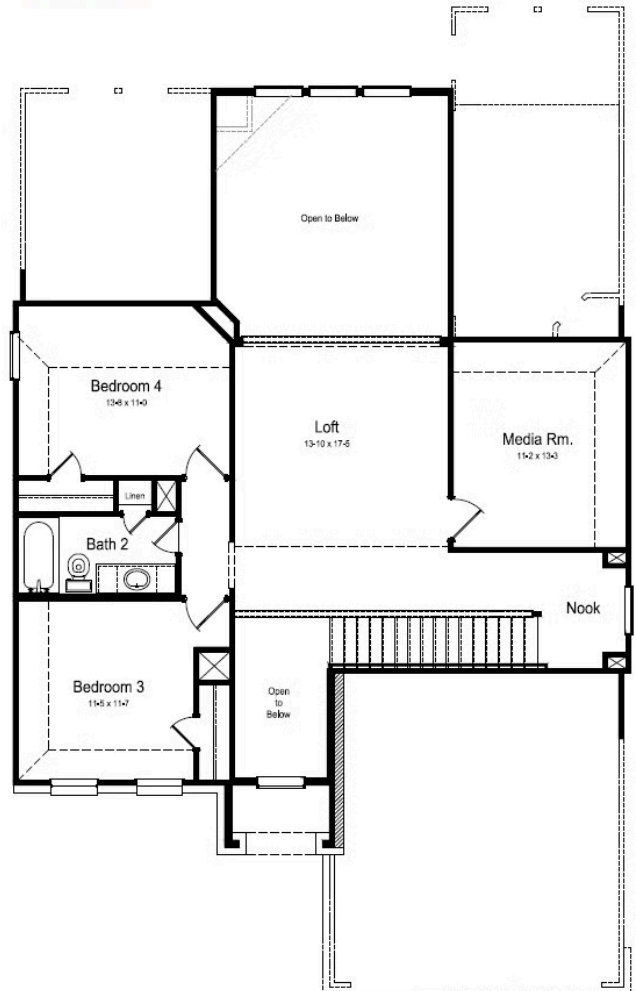 Open to Below
Bedroom 4
13-6 x 11-0
Loft
13-10 x 17-5
Media Rm.
11-2 x 13-3
Linen
Bath 2
Nook
Bedroom 3
11-5 x 11-7
Open
to
Below